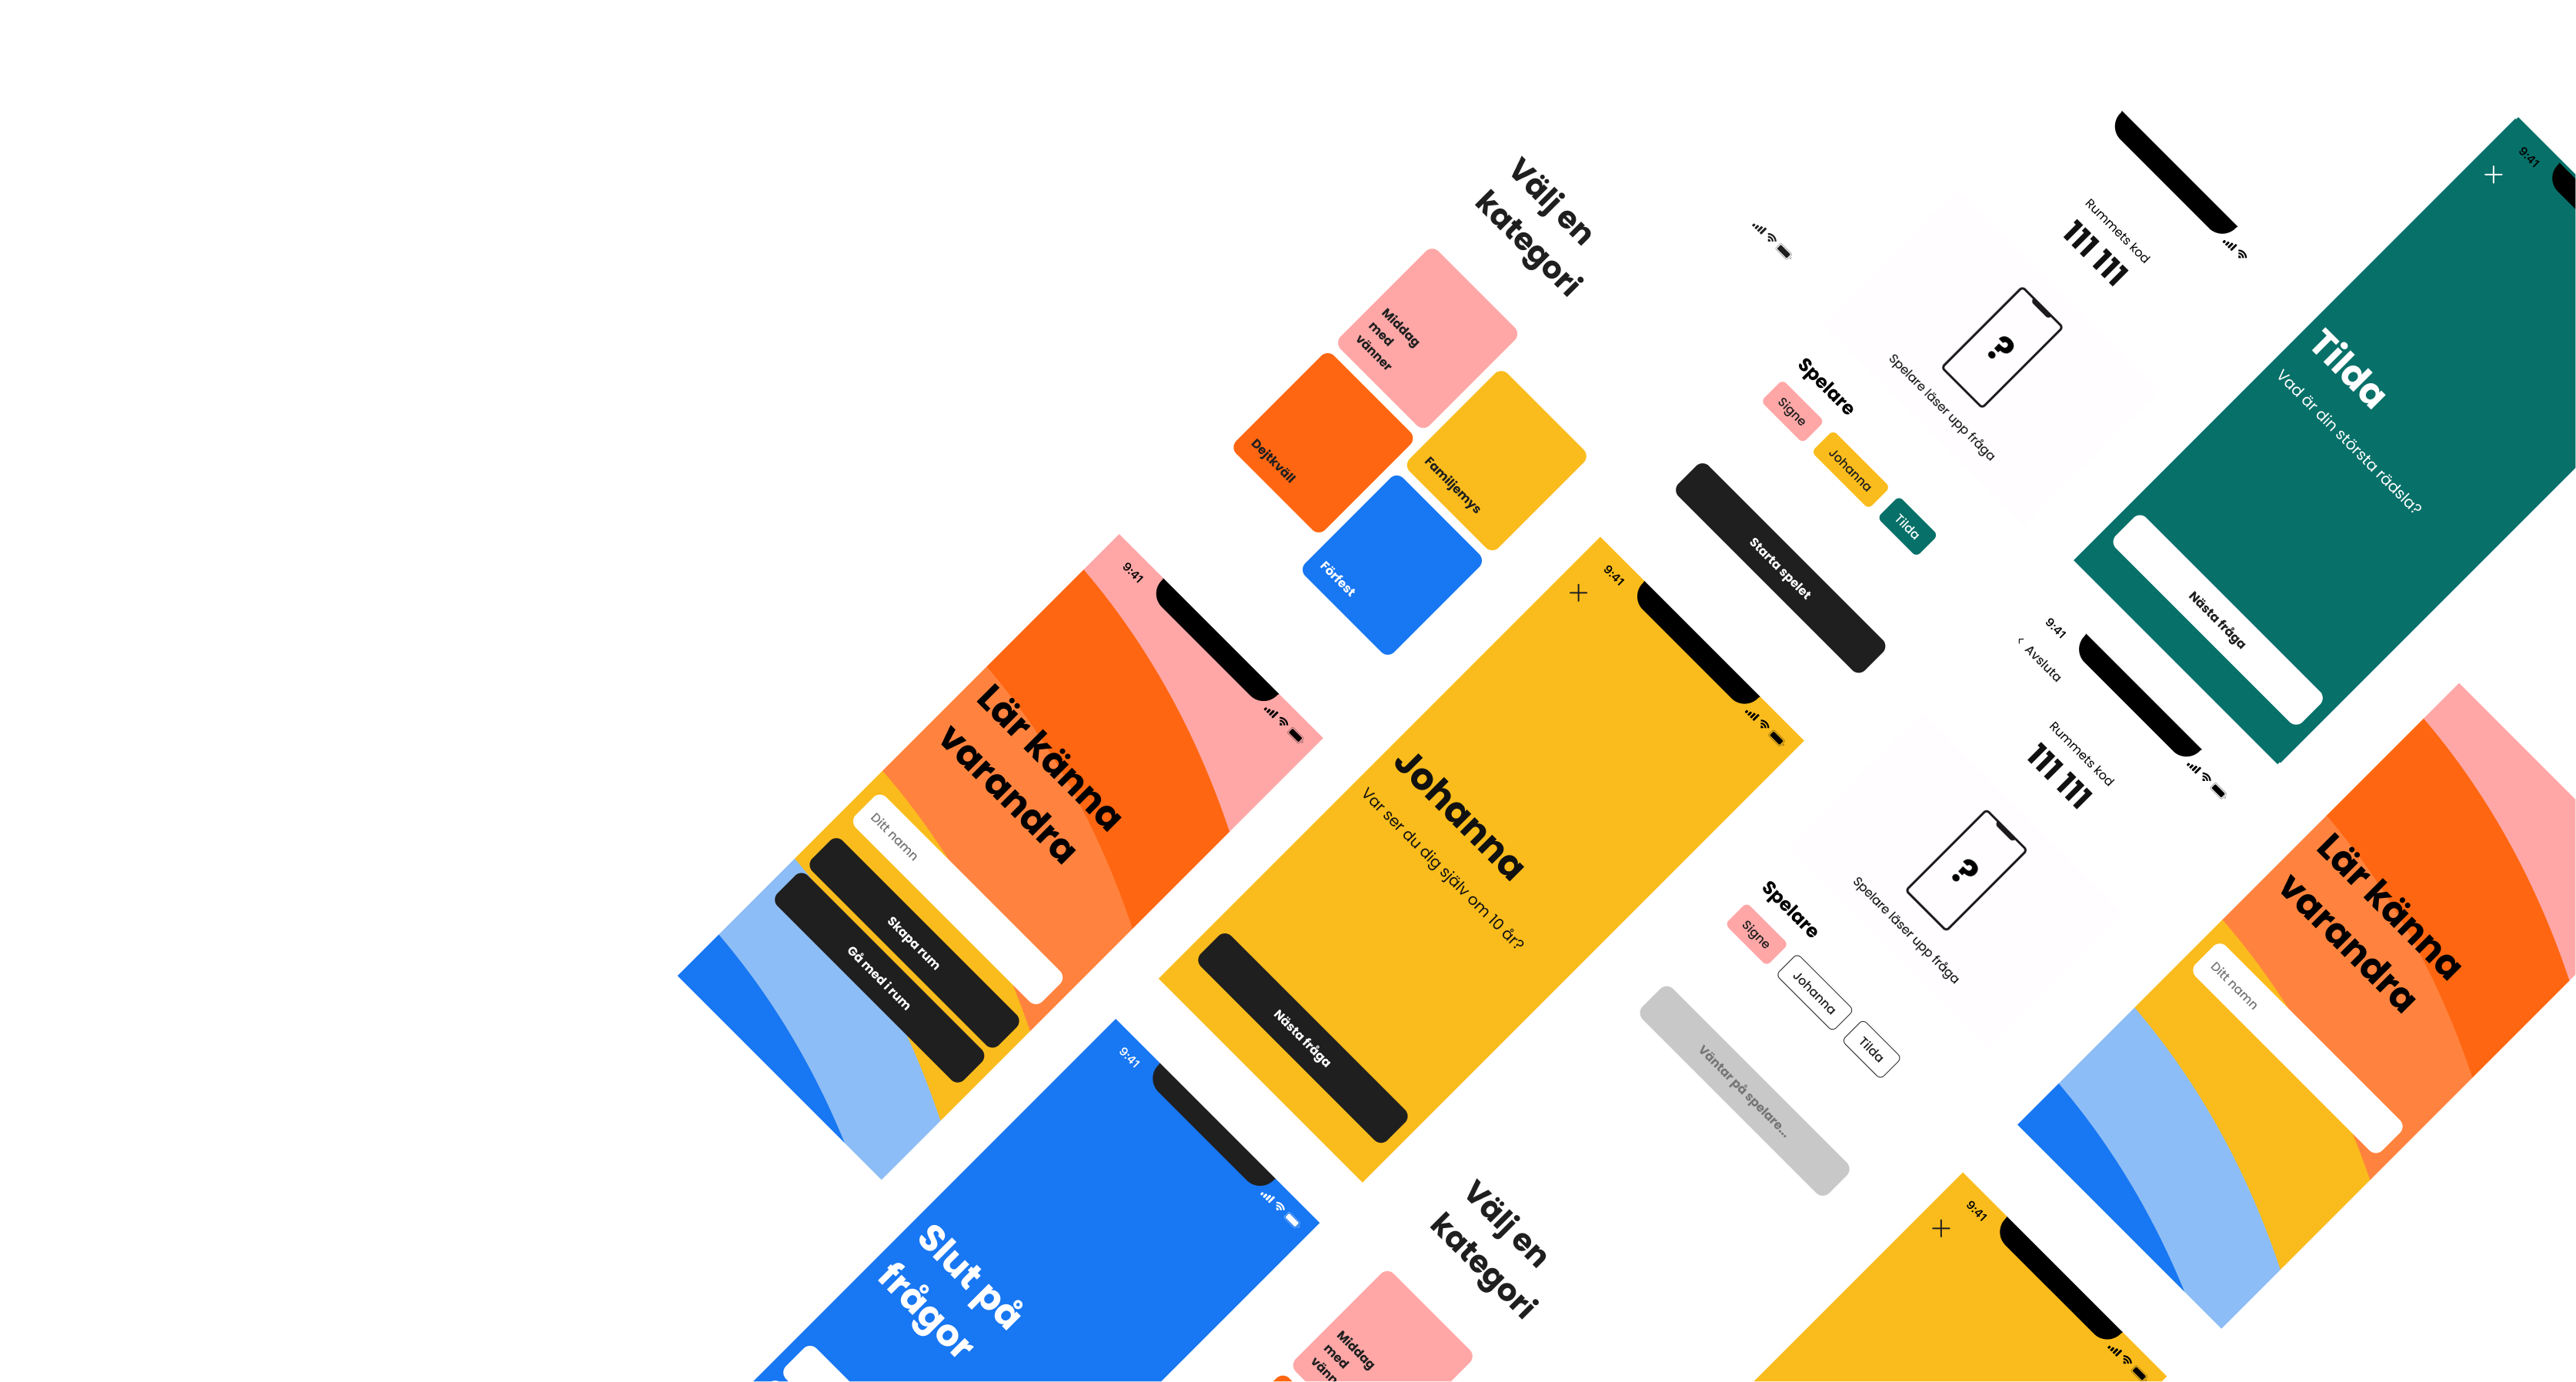 Välj en
kategori
Middag
med
vänner
Dejtkväll
Familjemys
Förfest
Rummets kod
111 111
?
Spelare läser upp fråga
Spelare
Signe
Johanna
Tilda
Starta spelet
9:41
Tilda
Vad är din största rädsla?
Nästa fråga
9:41
Lär känna
varandra
Ditt namn
Skapa rum
Gå med i rum
9:41
Johanna
Var ser du dig själv om 10 år?
Nästa fråga
9:41
‹ Avsluta
Rummets kod
111 111
?
Spelare läser upp fråga
Spelare
Signe
Johanna
Tilda
Väntar på spelare...
Lär känna
varandra
Ditt namn
9:41
Slut på
frågor
Välj en
kategori
Middag
med
vänn
9:41